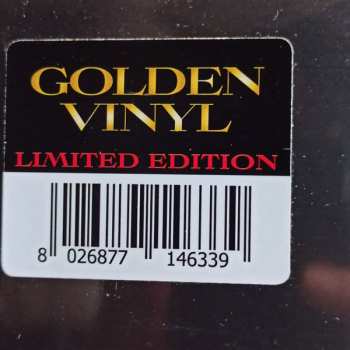 GOLDEN
VINYL
LIMITED EDITION
8 026877 146339